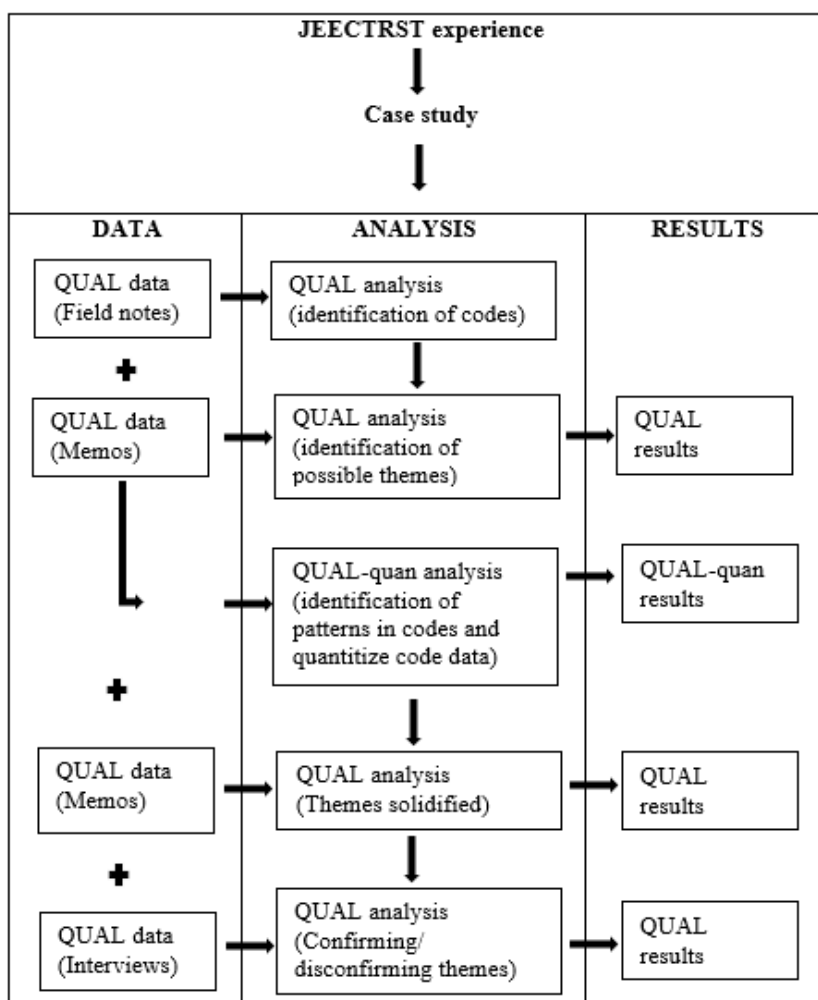 JEECTRST experience
Case study
DATA
ANALYSIS
RESULTS
QUAL data
(Field notes)
QUAL analysis
(identification of codes)
QUAL data
(Memos)
QUAL analysis
(identification of
possible themes)
QUAL
results
QUAL-quan analysis
(identification of
patterns in codes and
quantitize code data)
QUAL-quan
results
QUAL data
(Memos)
QUAL analysis
(Themes solidified)
QUAL
results
QUAL data
(Interviews)
QUAL analysis
(Confirming/
disconfirming themes)
QUAL
results